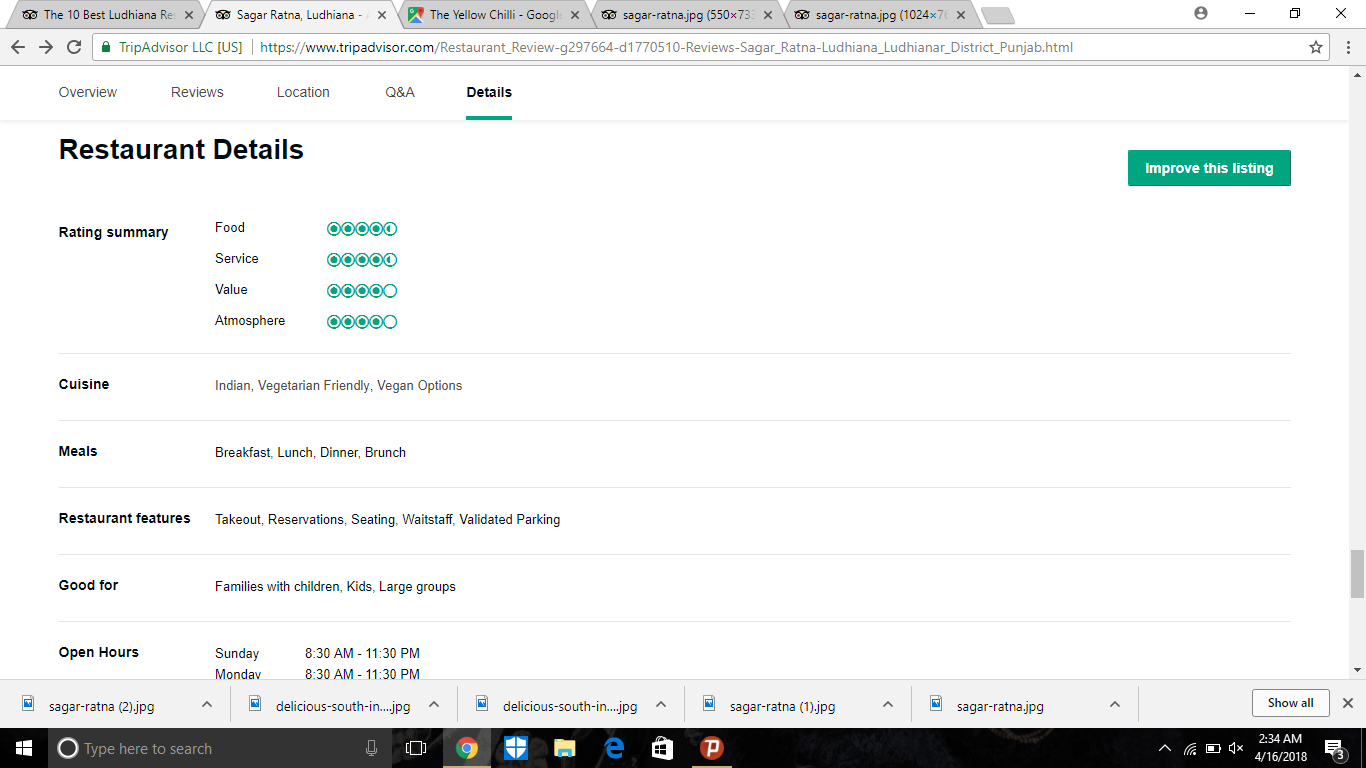 The 10 Best Ludhiana Res
Sagar Ratna, Ludhiana -
The Yellow Chilli - Google
sagar-ratna.jpg (550×733
sagar-ratna.jpg (1024×76
TripAdvisor LLC [US]
https://www.tripadvisor.com/Restaurant_Review-g297664-d1770510-Reviews-Sagar_Ratna-Ludhiana_Ludhianar_District_Punjab.html
Overview Reviews Location Q&A Details
Restaurant Details
Improve this listing
Rating summary
Food
Service
Value
Atmosphere
Cuisine Indian, Vegetarian Friendly, Vegan Options
Meals Breakfast, Lunch, Dinner, Brunch
Restaurant features Takeout, Reservations, Seating, Waitstaff, Validated Parking
Good for Families with children, Kids, Large groups
Open Hours Sunday 8:30 AM - 11:30 PM
Monday 8:30 AM - 11:30 PM
sagar-ratna (2).jpg
delicious-south-in....jpg
delicious-south-in....jpg
sagar-ratna (1).jpg
sagar-ratna.jpg
Show all
Type here to search
2:34 AM
4/16/2018
3